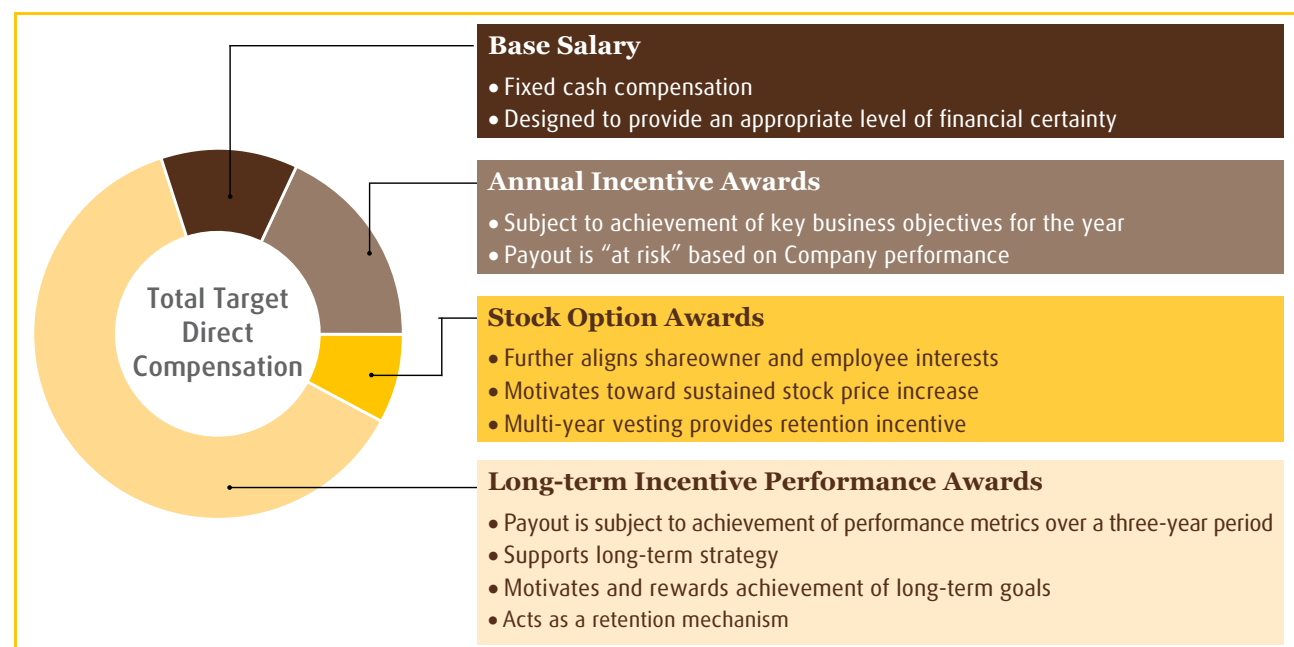 Base Salary
• Fixed cash compensation
• Designed to provide an appropriate level of financial certainty
Annual Incentive Awards
• Subject to achievement of key business objectives for the year
• Payout is “at risk” based on Company performance
Total Target
Direct
Compensation
Stock Option Awards
• Further aligns shareowner and employee interests
• Motivates toward sustained stock price increase
• Multi-year vesting provides retention incentive
Long-term Incentive Performance Awards
• Payout is subject to achievement of performance metrics over a three-year period
• Supports long-term strategy
• Motivates and rewards achievement of long-term goals
• Acts as a retention mechanism